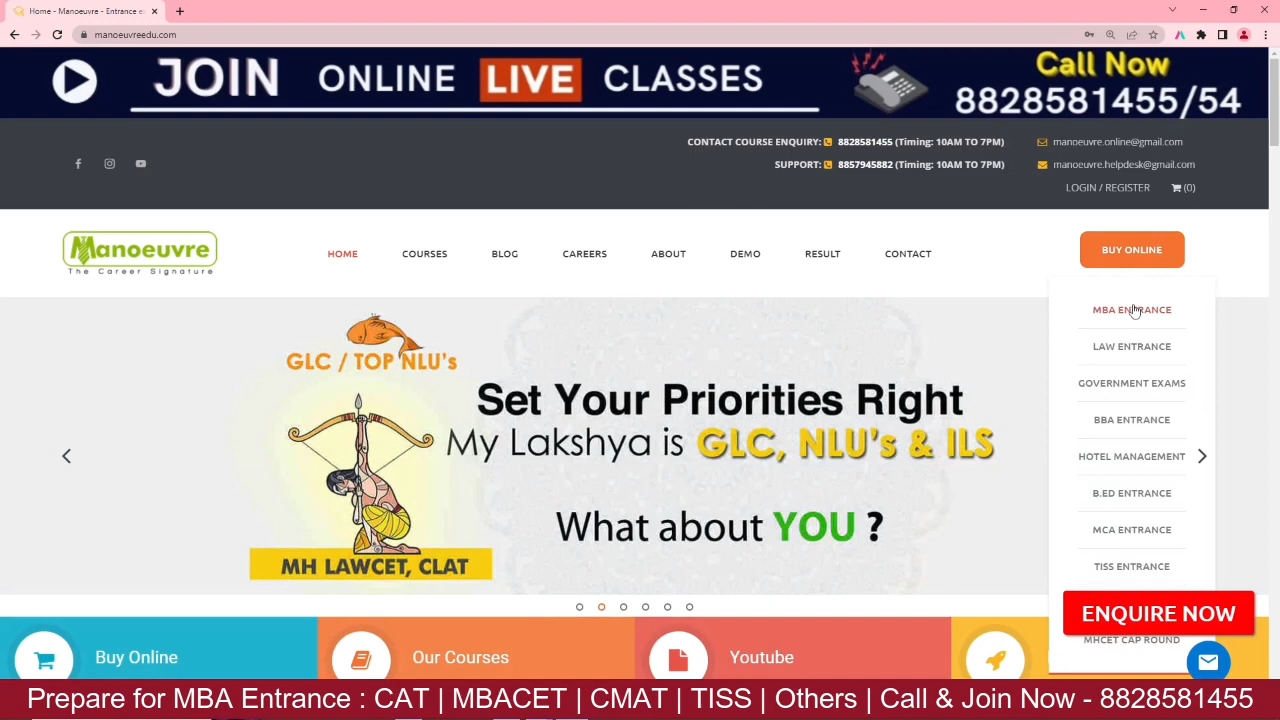 Home - Manoeuvre - Entrance e
manoeuvreedu.com
JOIN ONLINE LIVE CLASSES
Call Now
8828581455/54
CONTACT COURSE ENQUIRY: 8828581455 (Timing: 10AM TO 7PM)
manoeuvre.online@gmail.com
SUPPORT: 8857945882 (Timing: 10AM TO 7PM)
manoeuvre.helpdesk@gmail.com
LOGIN / REGISTER (0)
Manoeuvre
The Career Signature
HOME COURSES BLOG CAREERS ABOUT DEMO RESULT CONTACT
BUY ONLINE
MBA ENTRANCE
LAW ENTRANCE
GOVERNMENT EXAMS
BBA ENTRANCE
HOTEL MANAGEMENT
B.ED ENTRANCE
MCA ENTRANCE
TISS ENTRANCE
MHCET CAP ROUND
GLC / TOP NLU's
Set Your Priorities Right
My Lakshya is GLC, NLU's & ILS
What about YOU ?
MH LAWCET, CLAT
ENQUIRE NOW
Buy Online
Our Courses
Youtube
Prepare for MBA Entrance : CAT | MBACET | CMAT | TISS | Others | Call & Join Now - 8828581455